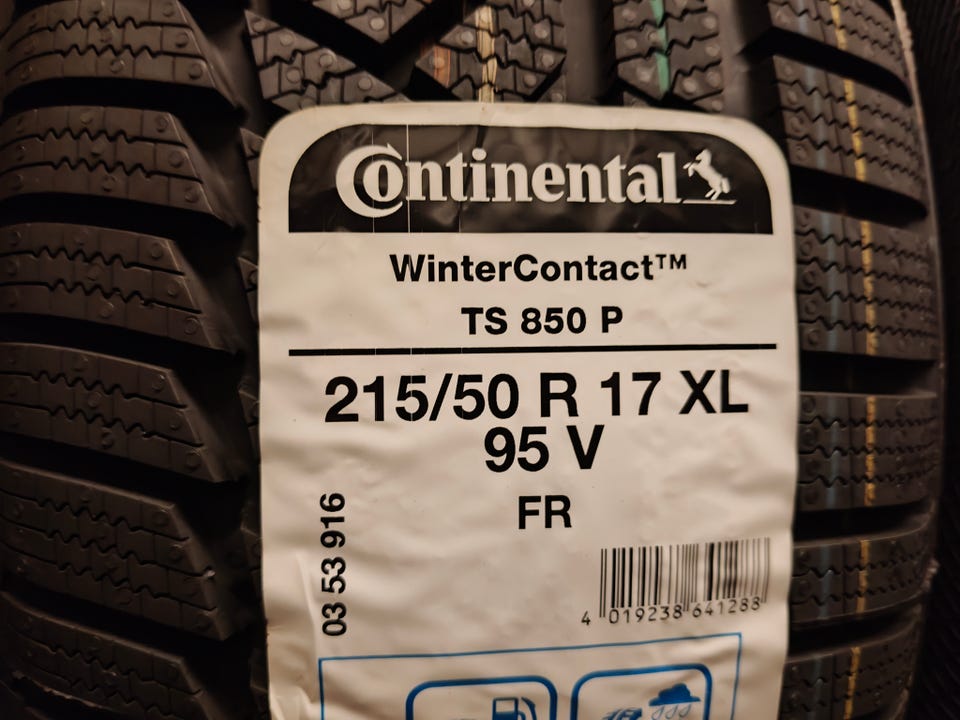 Continental
WinterContact™
TS 850 P
215/50 R 17 XL
95 V
FR
03 53 916
4 019238 641288